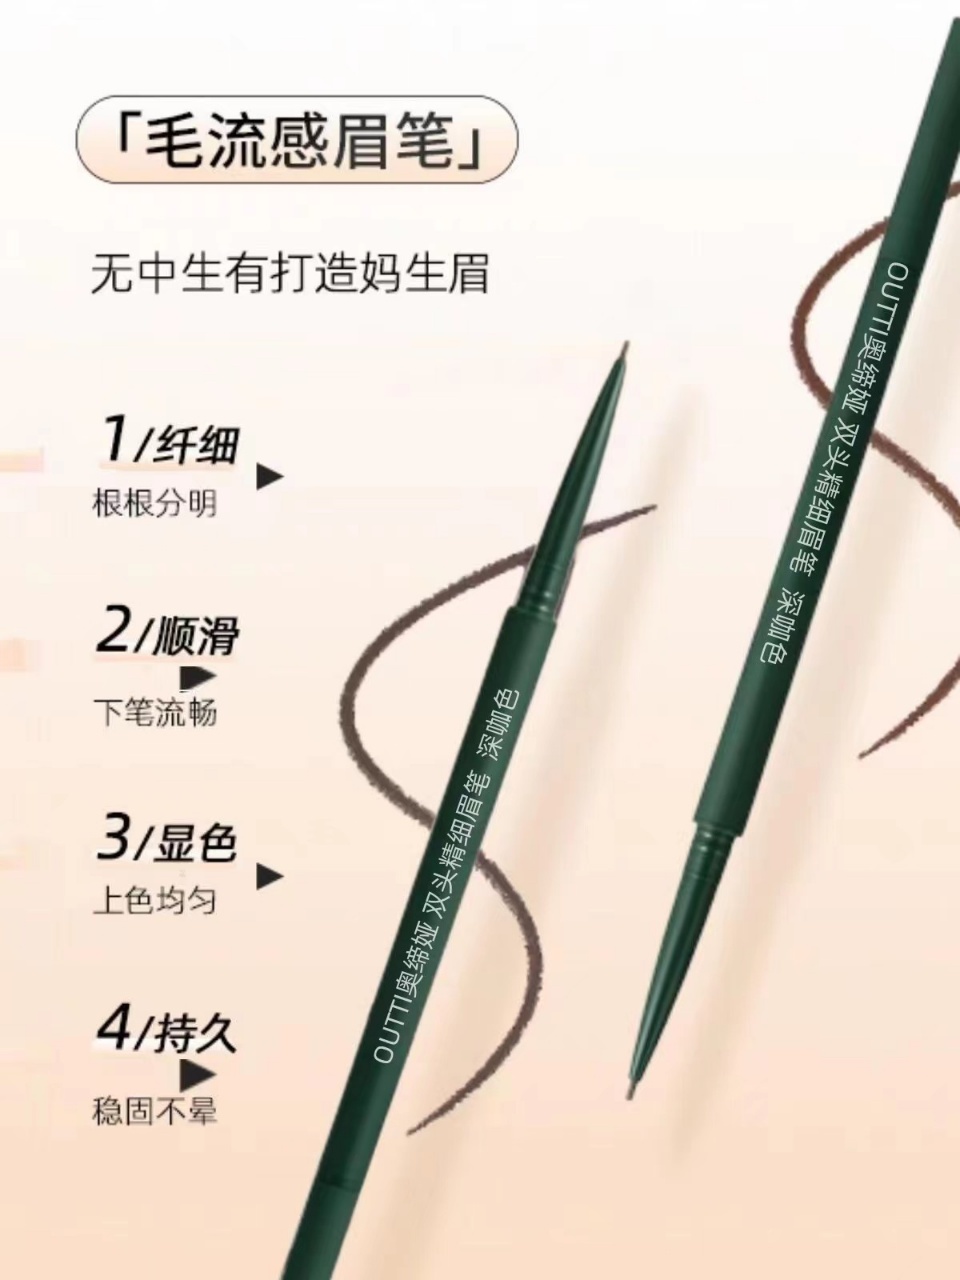 「毛流感眉笔」
无中生有打造妈生眉
1/纤细
根根分明
2/顺滑
下笔流畅
3/显色
上色均匀
4/持久
稳固不晕
OUTTI奥缔娅 双头精细眉笔 深咖色
OUTTI奥缔娅 双头精细眉笔 深咖色